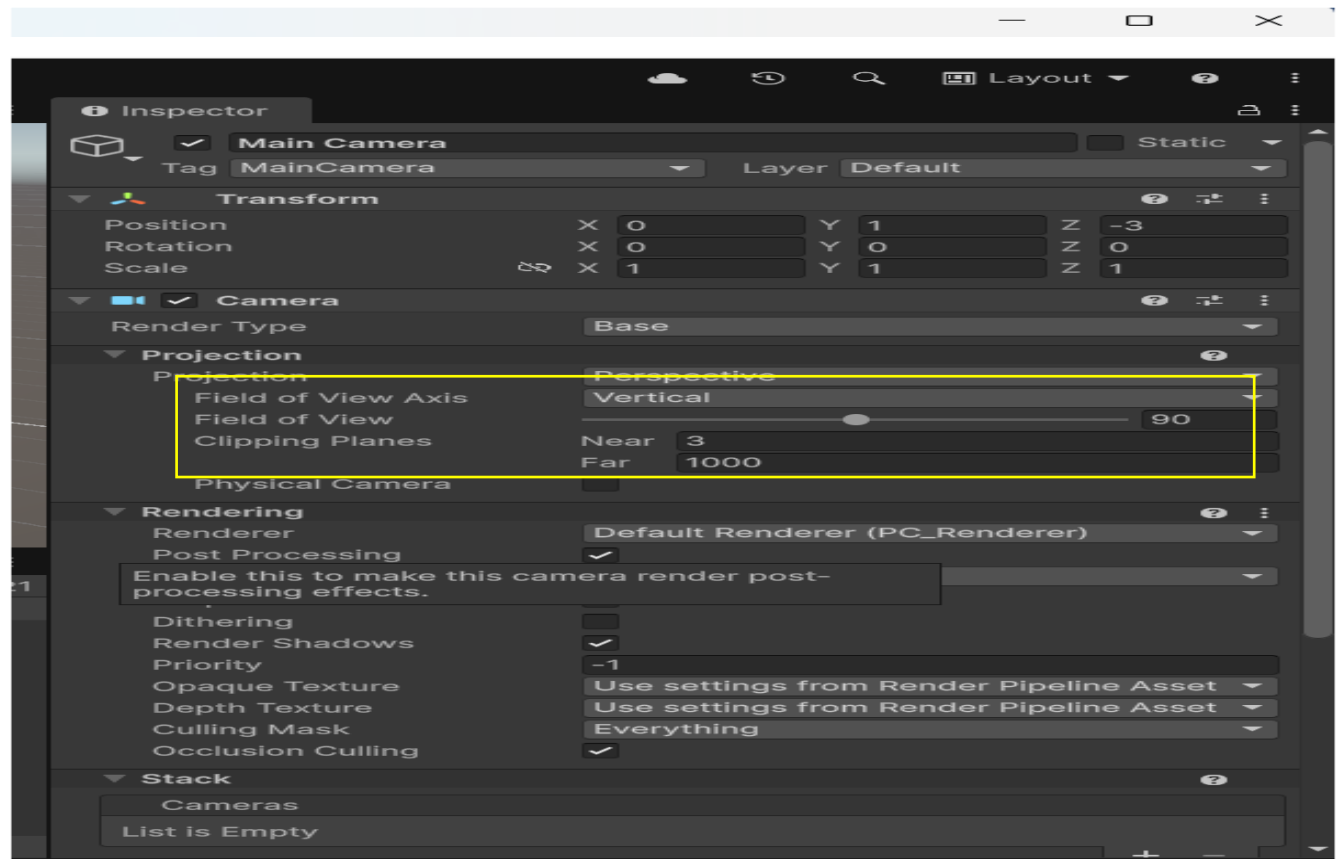 Layout
Inspector
Main Camera Static
Tag MainCamera Layer Default
Transform
Position X 0 Y 1 Z -3
Rotation X 0 Y 0 Z 0
Scale X 1 Y 1 Z 1
Camera
Render Type Base
Projection
Projection Perspective
Field of View Axis Vertical
Field of View 90
Clipping Planes Near 3
Far 1000
Physical Camera
Rendering
Renderer Default Renderer (PC_Renderer)
Post Processing
Enable this to make this camera render post-
processing effects.
Dithering
Render Shadows
Priority -1
Opaque Texture Use settings from Render Pipeline Asset
Depth Texture Use settings from Render Pipeline Asset
Culling Mask Everything
Occlusion Culling
Stack
Cameras
List is Empty